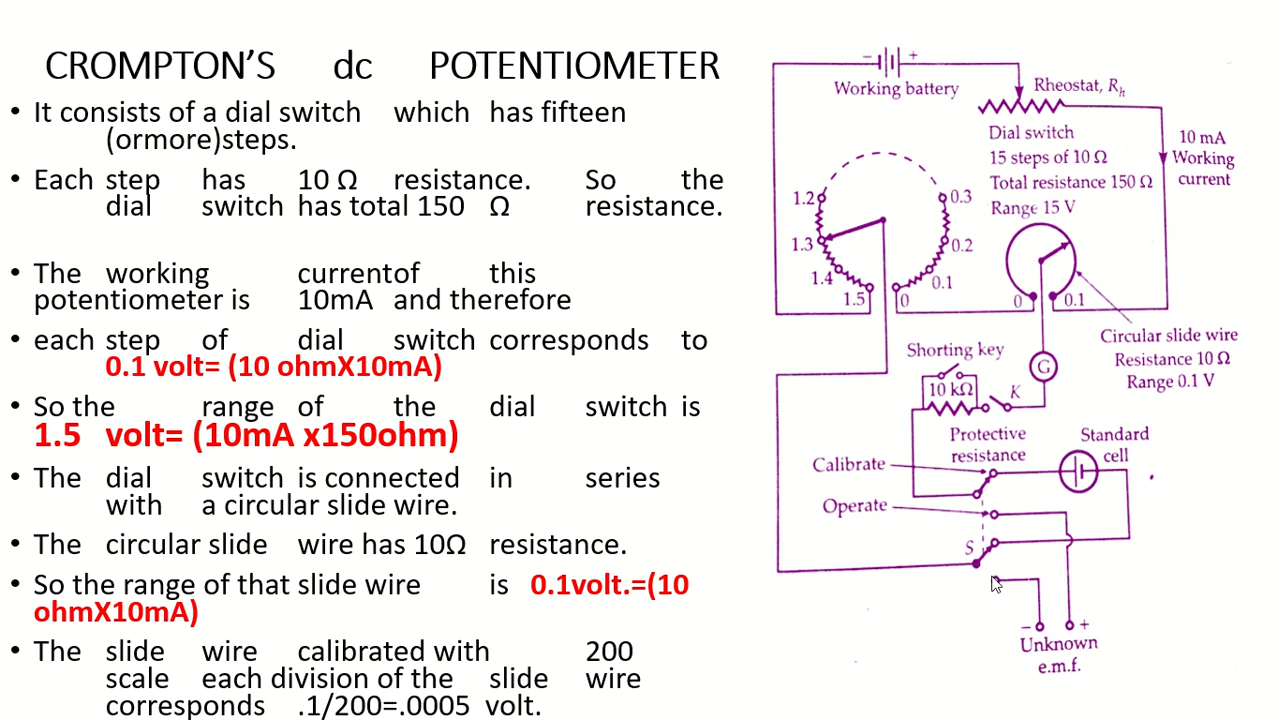 CROMPTON’S dc POTENTIOMETER
• It consists of a dial switch which has fifteen
(ormore)steps.
• Each step has 10 Ω resistance. So the
dial switch has total 150 Ω resistance.
• The working currentof this
potentiometer is 10mA and therefore
• each step of dial switch corresponds to
0.1 volt= (10 ohmX10mA)
• So the range of the dial switch is
1.5 volt= (10mA x150ohm)
• The dial switch is connected in series
with a circular slide wire.
• The circular slide wire has 10Ω resistance.
• So the range of that slide wire is 0.1volt.=(10
ohmX10mA)
• The slide wire calibrated with 200
scale each division of the slide wire
corresponds .1/200=.0005 volt.
− +
Working battery
Rheostat, Rh
Dial switch
15 steps of 10 Ω
Total resistance 150 Ω
Range 15 V
10 mA
Working
current
1.2
1.3
1.4
1.5
0
0.1
0.2
0.3
0
0.1
Circular slide wire
Resistance 10 Ω
Range 0.1 V
Shorting key
G
10 kΩ
K
Protective
resistance
Standard
cell
Calibrate
Operate
S
− +
Unknown
e.m.f.